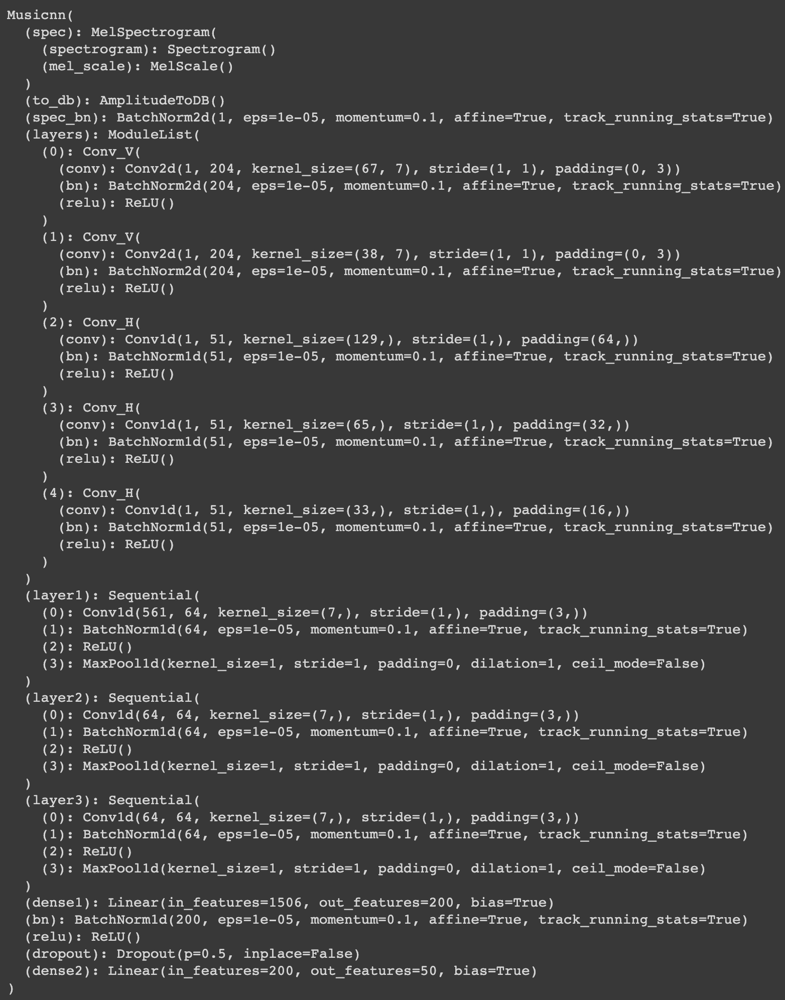 Musicnn(
  (spec): MelSpectrogram(
    (spectrogram): Spectrogram()
    (mel_scale): MelScale()
  )
  (to_db): AmplitudeToDB()
  (spec_bn): BatchNorm2d(1, eps=1e-05, momentum=0.1, affine=True, track_running_stats=True)
  (layers): ModuleList(
    (0): Conv_V(
      (conv): Conv2d(1, 204, kernel_size=(67, 7), stride=(1, 1), padding=(0, 3))
      (bn): BatchNorm2d(204, eps=1e-05, momentum=0.1, affine=True, track_running_stats=True)
      (relu): ReLU()
    )
    (1): Conv_V(
      (conv): Conv2d(1, 204, kernel_size=(38, 7), stride=(1, 1), padding=(0, 3))
      (bn): BatchNorm2d(204, eps=1e-05, momentum=0.1, affine=True, track_running_stats=True)
      (relu): ReLU()
    )
    (2): Conv_H(
      (conv): Conv1d(1, 51, kernel_size=(129,), stride=(1,), padding=(64,))
      (bn): BatchNorm1d(51, eps=1e-05, momentum=0.1, affine=True, track_running_stats=True)
      (relu): ReLU()
    )
    (3): Conv_H(
      (conv): Conv1d(1, 51, kernel_size=(65,), stride=(1,), padding=(32,))
      (bn): BatchNorm1d(51, eps=1e-05, momentum=0.1, affine=True, track_running_stats=True)
      (relu): ReLU()
    )
    (4): Conv_H(
      (conv): Conv1d(1, 51, kernel_size=(33,), stride=(1,), padding=(16,))
      (bn): BatchNorm1d(51, eps=1e-05, momentum=0.1, affine=True, track_running_stats=True)
      (relu): ReLU()
    )
  )
  (layer1): Sequential(
    (0): Conv1d(561, 64, kernel_size=(7,), stride=(1,), padding=(3,))
    (1): BatchNorm1d(64, eps=1e-05, momentum=0.1, affine=True, track_running_stats=True)
    (2): ReLU()
    (3): MaxPool1d(kernel_size=1, stride=1, padding=0, dilation=1, ceil_mode=False)
  )
  (layer2): Sequential(
    (0): Conv1d(64, 64, kernel_size=(7,), stride=(1,), padding=(3,))
    (1): BatchNorm1d(64, eps=1e-05, momentum=0.1, affine=True, track_running_stats=True)
    (2): ReLU()
    (3): MaxPool1d(kernel_size=1, stride=1, padding=0, dilation=1, ceil_mode=False)
  )
  (layer3): Sequential(
    (0): Conv1d(64, 64, kernel_size=(7,), stride=(1,), padding=(3,))
    (1): BatchNorm1d(64, eps=1e-05, momentum=0.1, affine=True, track_running_stats=True)
    (2): ReLU()
    (3): MaxPool1d(kernel_size=1, stride=1, padding=0, dilation=1, ceil_mode=False)
  )
  (dense1): Linear(in_features=1506, out_features=200, bias=True)
  (bn): BatchNorm1d(200, eps=1e-05, momentum=0.1, affine=True, track_running_stats=True)
  (relu): ReLU()
  (dropout): Dropout(p=0.5, inplace=False)
  (dense2): Linear(in_features=200, out_features=50, bias=True)
)